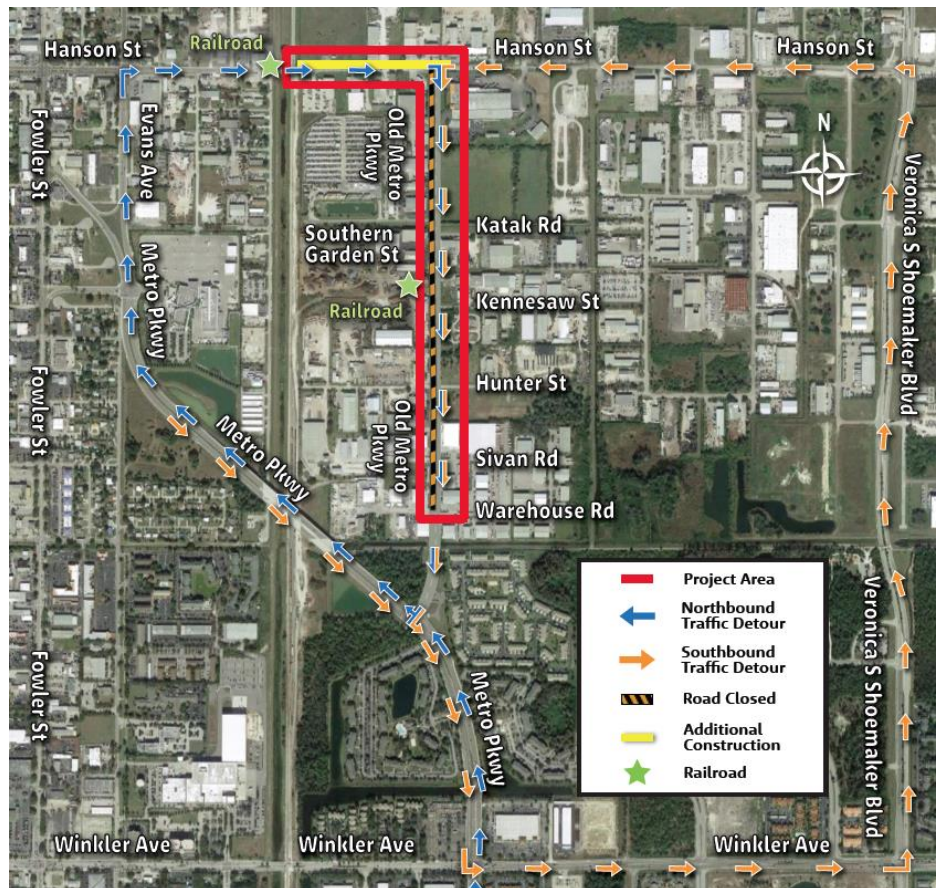 Hanson St
Railroad
Hanson St
Hanson St
Fowler St
Evans Ave
Old Metro
Pkwy
N
Veronica S Shoemaker Blvd
Katak Rd
Southern
Garden St
Railroad
Kennesaw St
Metro Pkwy
Fowler St
Hunter St
Old Metro
Pkwy
Metro Pkwy
Sivan Rd
Warehouse Rd
Project Area
Northbound
Traffic Detour
Southbound
Traffic Detour
Road Closed
Additional
Construction
Railroad
Fowler St
Metro Pkwy
Veronica S Shoemaker Blvd
Winkler Ave
Winkler Ave
Winkler Ave